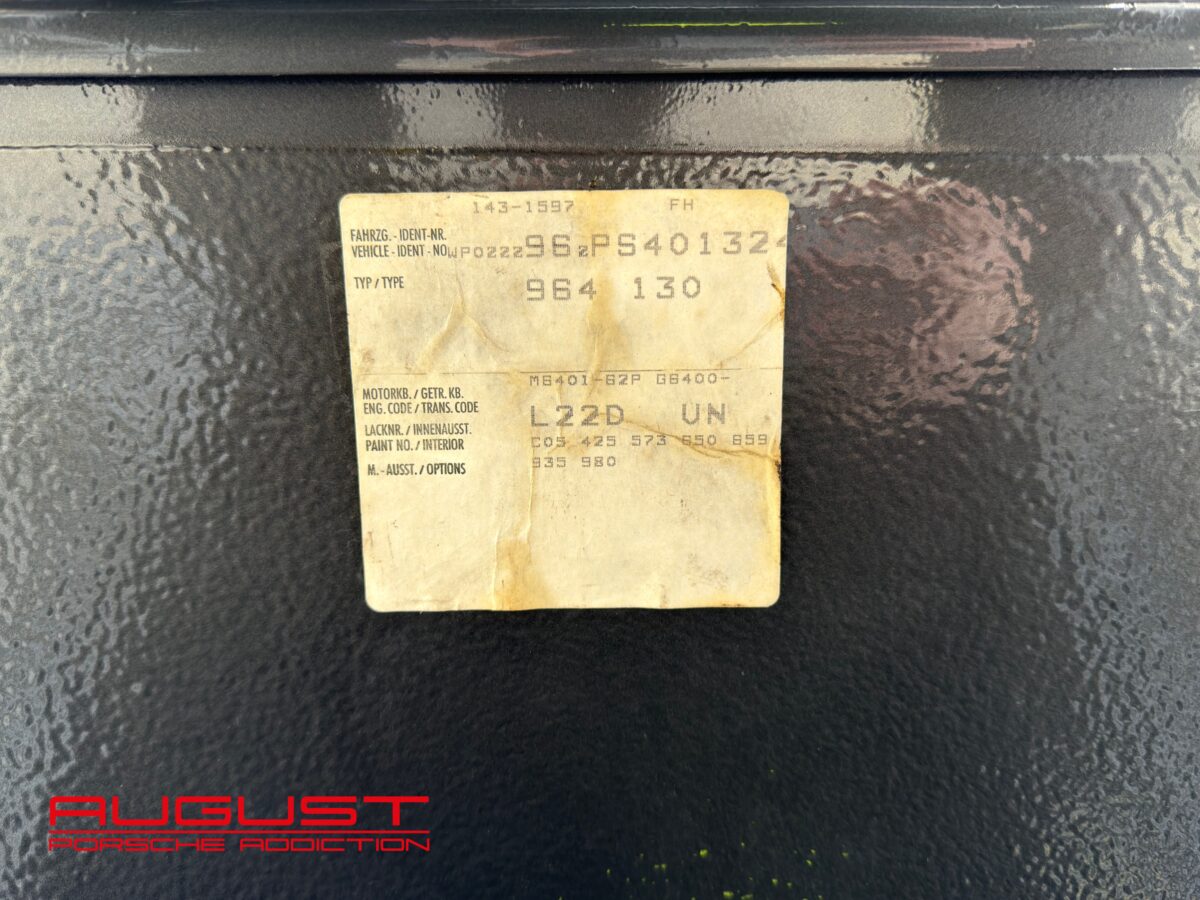 143-1597 FH
FAHRZG. - IDENT-NR.
VEHICLE - IDENT - NO. WP0ZZZ96zPS401324
TYP / TYPE 964 130
MOTORKB. / GETR. KB. M6401-62P G6400-
ENG. CODE / TRANS. CODE
L22D UN
LACKNR. / INNENAUSST.
PAINT NO. / INTERIOR C05 425 573 650 659
M. - AUSST. / OPTIONS 935 980
AUGUST
PORSCHE ADDICTION